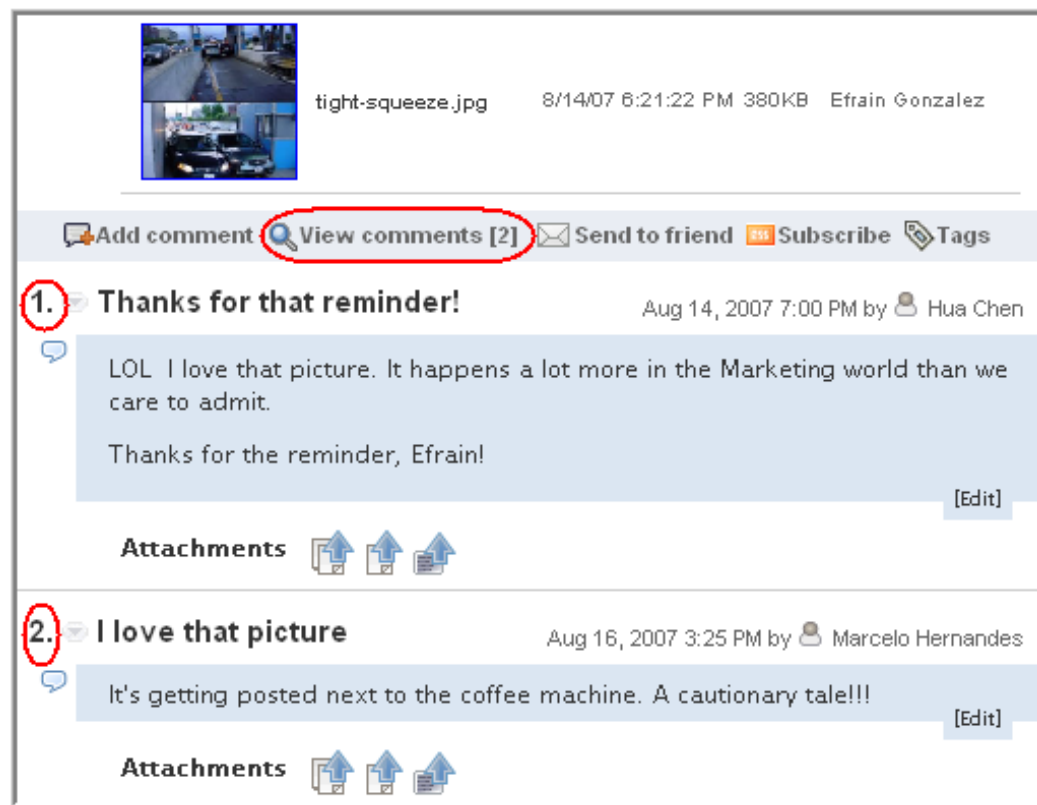 tight-squeeze.jpg 8/14/07 6:21:22 PM 380KB Efrain Gonzalez
Add comment View comments [2] Send to friend RSS Subscribe Tags
1. Thanks for that reminder! Aug 14, 2007 7:00 PM by Hua Chen
LOL I love that picture. It happens a lot more in the Marketing world than we
care to admit.
Thanks for the reminder, Efrain!
[Edit]
Attachments
2. I love that picture Aug 16, 2007 3:25 PM by Marcelo Hernandes
It's getting posted next to the coffee machine. A cautionary tale!!!
[Edit]
Attachments